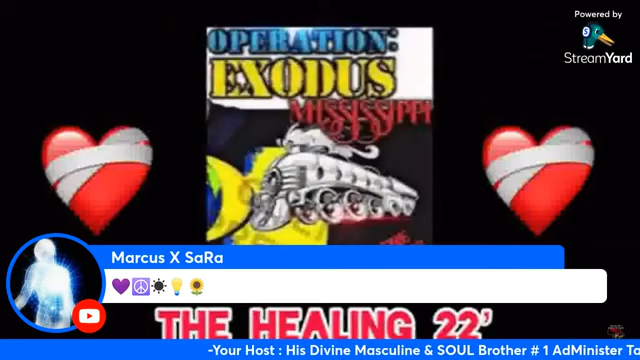 Powered by
StreamYard
OPERATION:
EXODUS
MISSISSIPPI
Marcus X SaRa
💜☮️☀💡🌻
THE HEALING 22'
-Your Host : His Divine Masculine & SOUL Brother # 1 AdMinister Ta